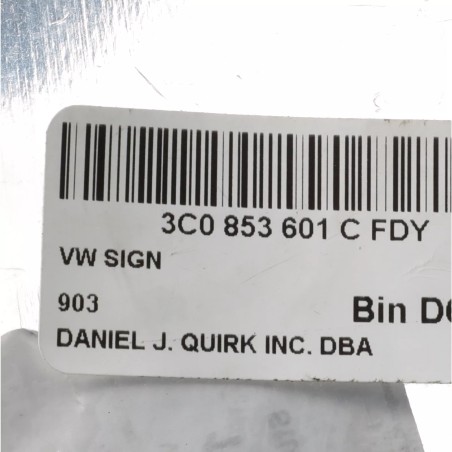 3C0 853 601 C FDY
VW SIGN
903
Bin
DANIEL J. QUIRK INC. DBA